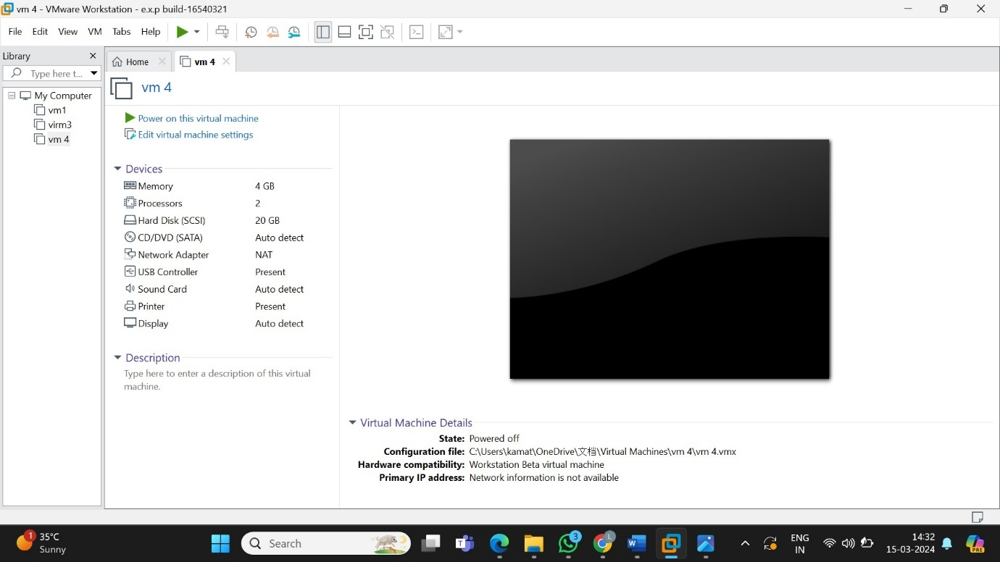 vm 4 - VMware Workstation - e.x.p build-16540321
File Edit View VM Tabs Help
Library
Type here t...
My Computer
vm1
virm3
vm 4
Home
vm 4
vm 4
Power on this virtual machine
Edit virtual machine settings
Devices
Memory 4 GB
Processors 2
Hard Disk (SCSI) 20 GB
CD/DVD (SATA) Auto detect
Network Adapter NAT
USB Controller Present
Sound Card Auto detect
Printer Present
Display Auto detect
Description
Type here to enter a description of this virtual
machine.
Virtual Machine Details
State: Powered off
Configuration file: C:\Users\kamat\OneDrive\文档\Virtual Machines\vm 4\vm 4.vmx
Hardware compatibility: Workstation Beta virtual machine
Primary IP address: Network information is not available
1
35°C
Sunny
Search
T
3
L
W
ENG
IN
14:32
15-03-2024
PRE